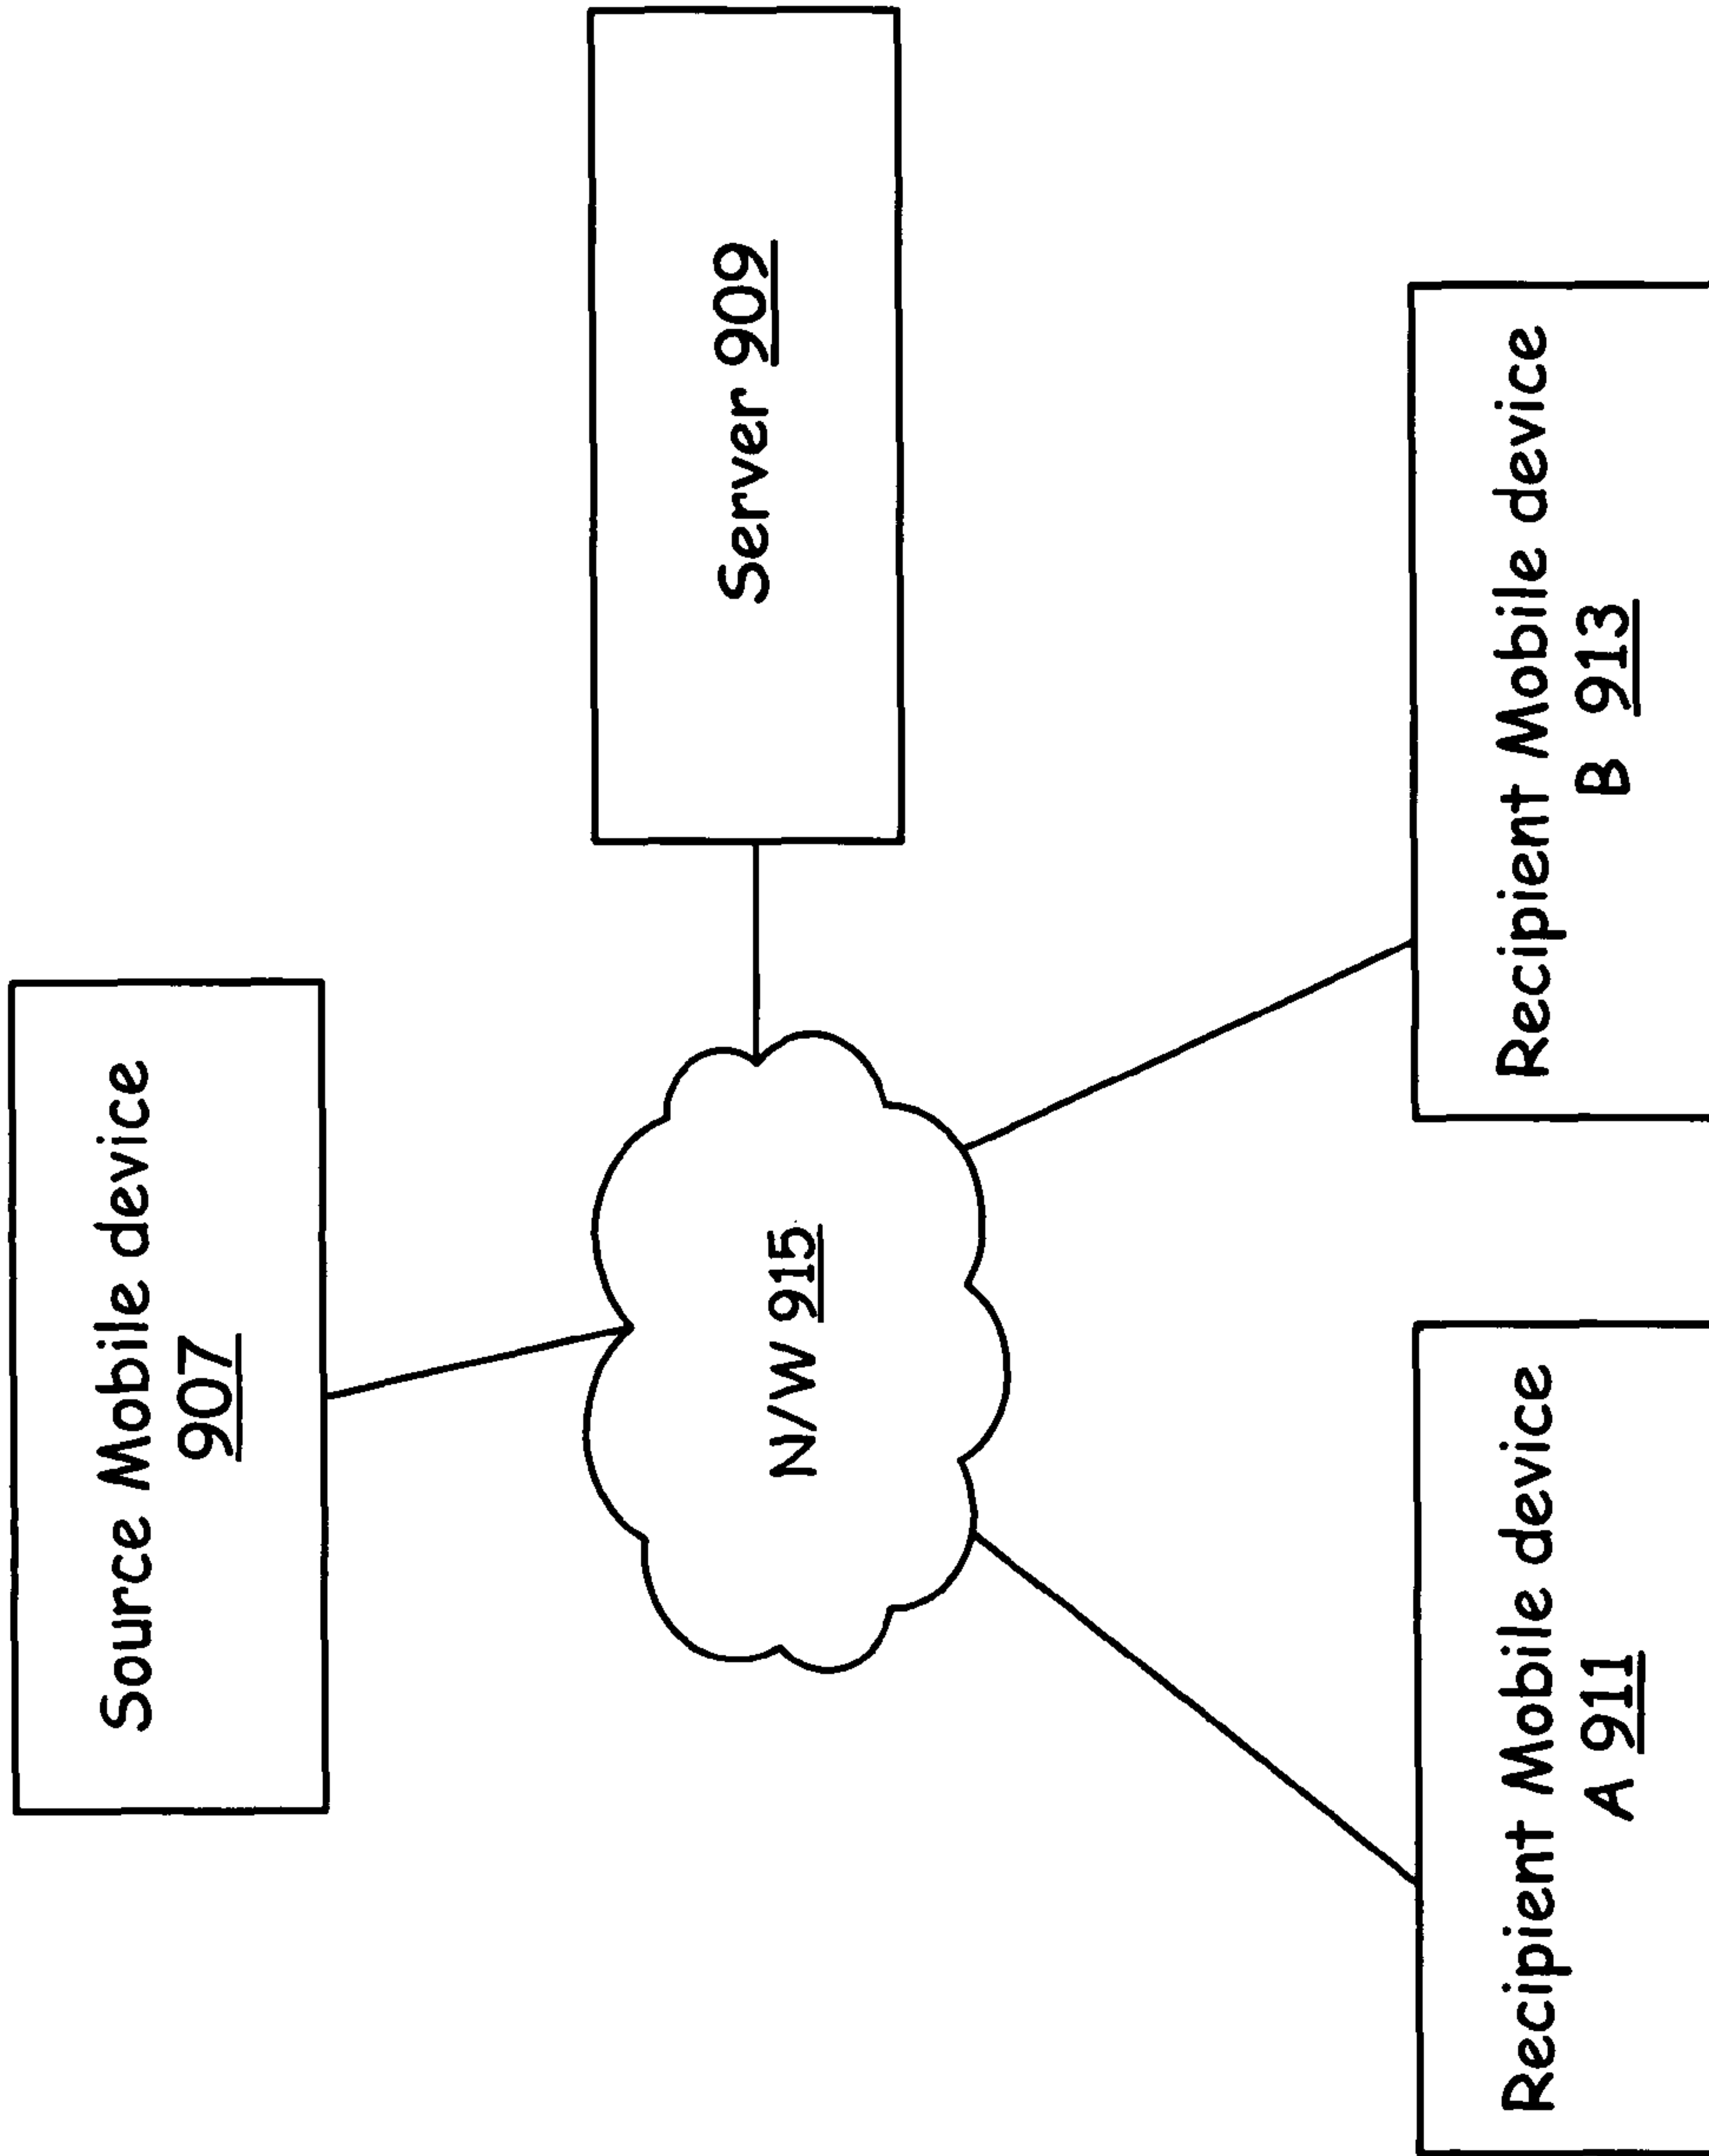 Source Mobile device
907
Server 909
N/W 915
Recipient Mobile device
A 911
Recipient Mobile device
B 913